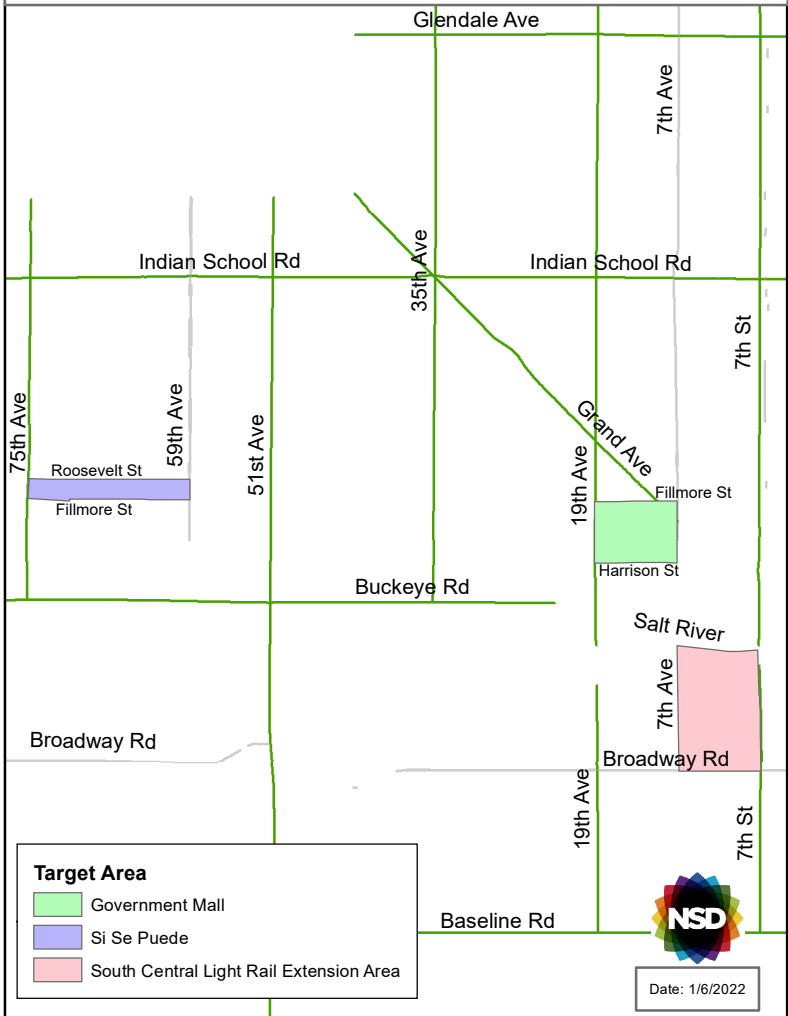 Glendale Ave
7th Ave
35th Ave
Indian School Rd
Indian School Rd
7th St
75th Ave
59th Ave
51st Ave
Grand Ave
19th Ave
Roosevelt St
Fillmore St
Fillmore St
Harrison St
Buckeye Rd
Salt River
7th Ave
Broadway Rd
Broadway Rd
19th Ave
7th St
Target Area
Government Mall
Si Se Puede
South Central Light Rail Extension Area
Baseline Rd
NSD
Date: 1/6/2022